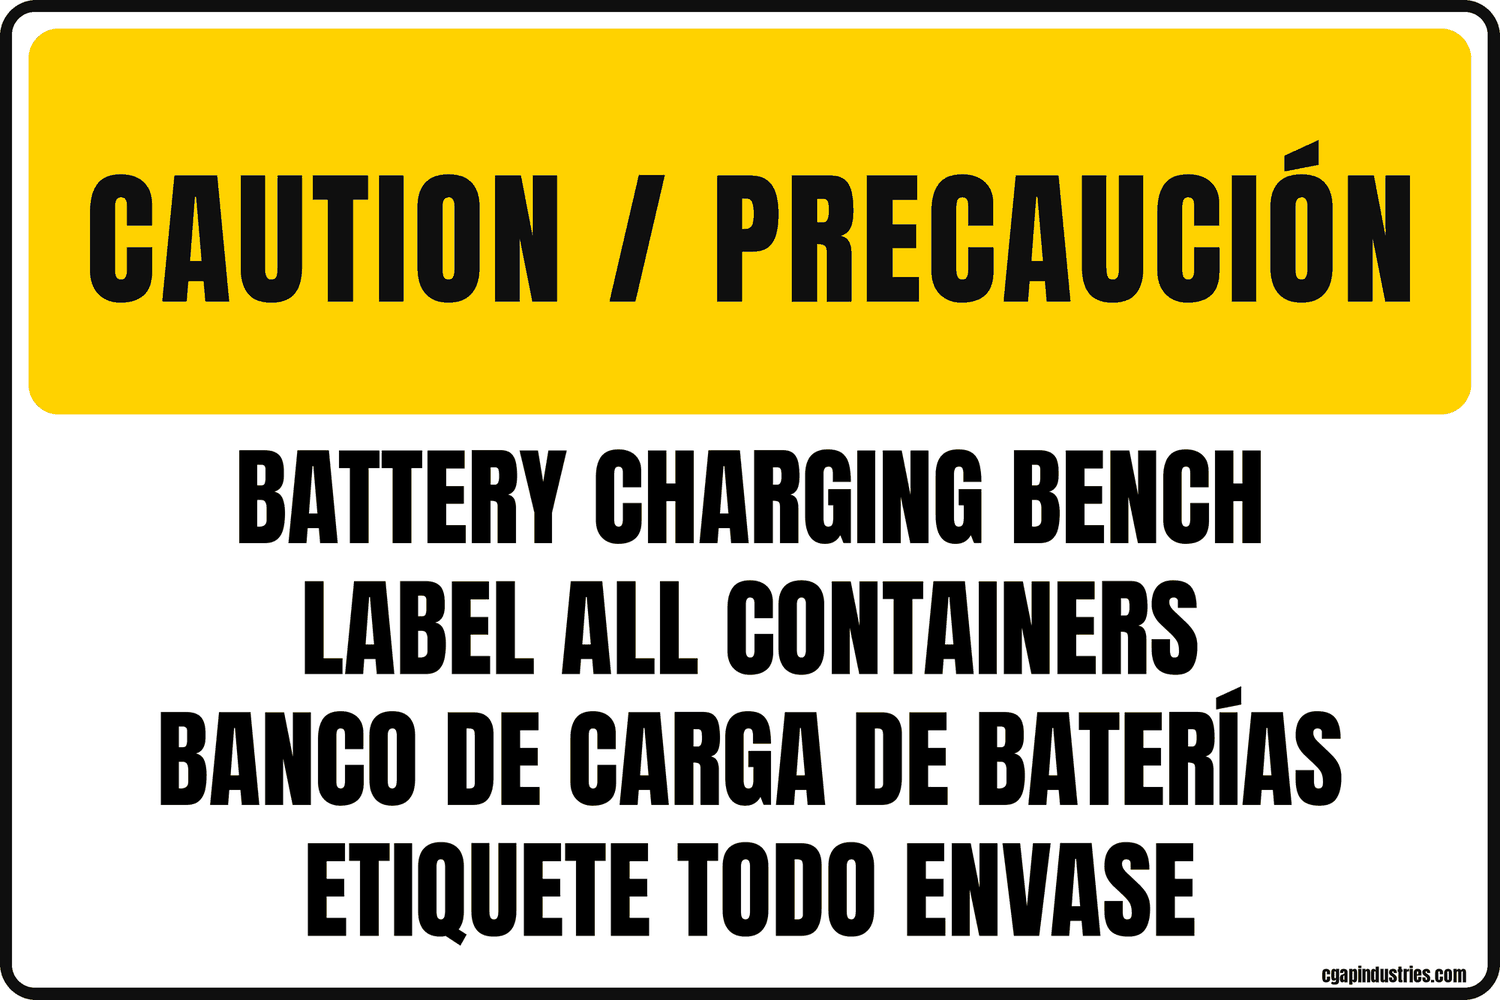 CAUTION / PRECAUCIÓN
BATTERY CHARGING BENCH
LABEL ALL CONTAINERS
BANCO DE CARGA DE BATERÍAS
ETIQUETE TODO ENVASE
cgapindustries.com